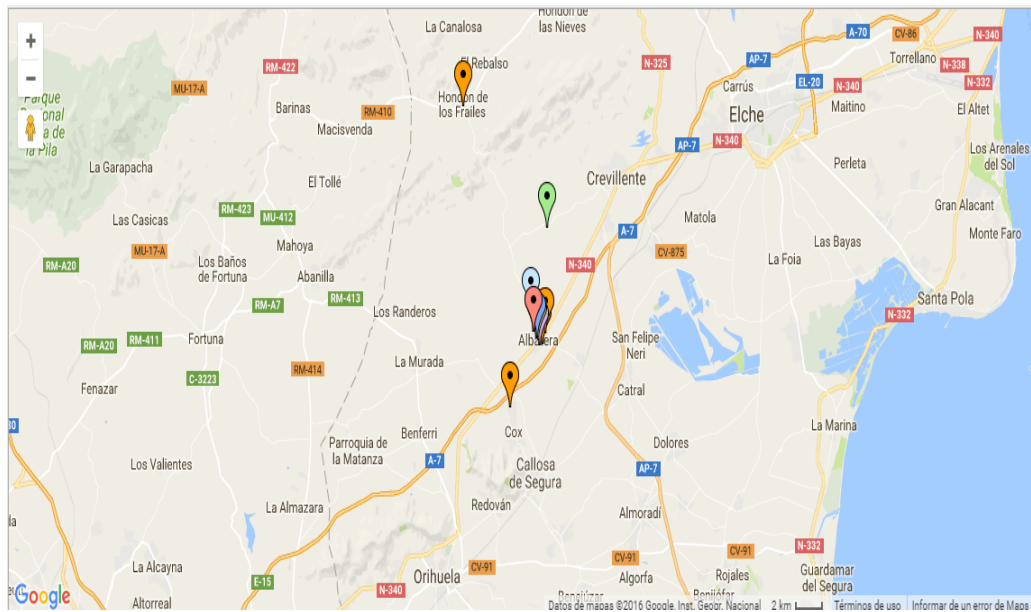 La Canalosa
Hondón de
las Nieves
A-70
CV-86
N-340
Torrellano
El Rebalso
RM-422
N-325
AP-7
N-338
MU-17-A
Carrús
EL-20
N-340
N-332
Parque
la Pila
Barinas
RM-410
Hondón de
los Frailes
Maitino
El Altet
Macisvenda
Elche
AP-7
N-340
Los Arenales
del Sol
La Garapacha
Perleta
El Tollé
Crevillente
RM-423
MU-412
Gran Alacant
Las Casicas
Matola
A-7
Monte Faro
MU-17-A
Mahoya
CV-875
Las Bayas
RM-A20
Los Baños
de Fortuna
Abanilla
N-340
La Foia
RM-A7
RM-413
Santa Pola
Los Randeros
N-332
RM-A20
RM-411
Fortuna
Albatera
San Felipe
Neri
La Murada
RM-414
Fenazar
C-3223
Catral
La Marina
Cox
Benferri
Parroquia de
la Matanza
Dolores
Los Valientes
A-7
Callosa
de Segura
AP-7
La Almazara
Redován
Almoradí
N-332
CV-91
CV-91
La Alcayna
E-15
Orihuela
Algorfa
Rojales
Guardamar
del Segura
N-340
Altorreal
Benijófar
Google
Datos de mapas ©2016 Google, Inst. Geogr. Nacional
2 km
Términos de uso
Informar de un error de Maps